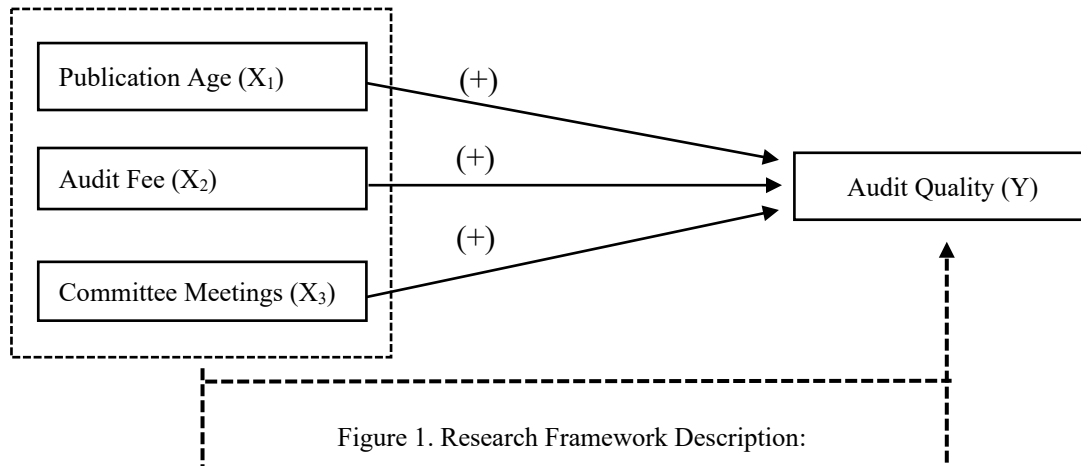 Publication Age (X₁)
(+)
Audit Fee (X₂)
(+)
Audit Quality (Y)
(+)
Committee Meetings (X₃)
Figure 1. Research Framework Description: